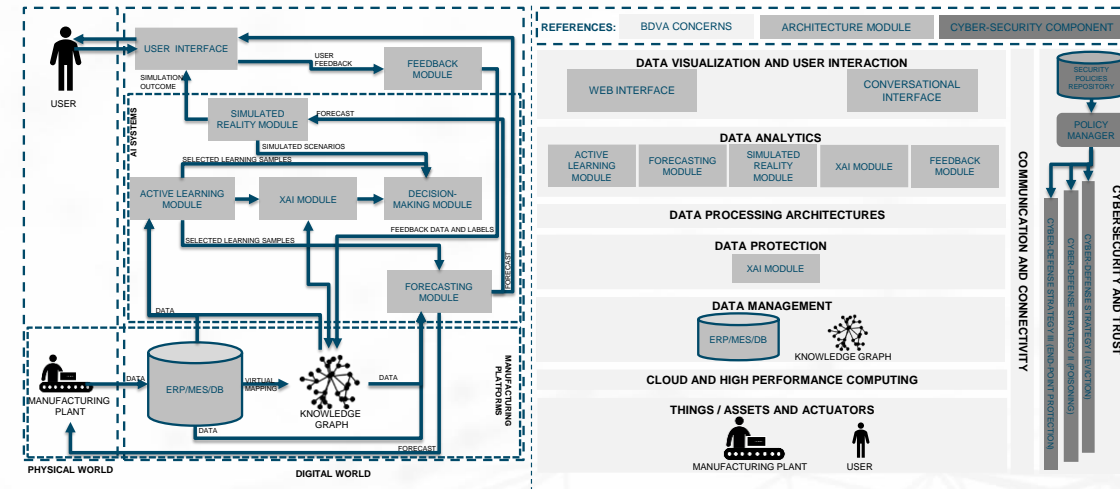 USER INTERFACE
USER
FEEDBACK
FEEDBACK
MODULE
SIMULATION
OUTCOME
USER
AI SYSTEMS
SIMULATED
REALITY MODULE
FORECAST
SIMULATED SCENARIOS
SELECTED LEARNING SAMPLES
ACTIVE LEARNING
MODULE
XAI MODULE
DECISION-
MAKING MODULE
FEEDBACK DATA AND LABELS
SELECTED LEARNING SAMPLES
FORECAST
FORECASTING
MODULE
DATA
MANUFACTURING
PLATFORMS
DATA
ERP/MES/DB
VIRTUAL
MAPPING
DATA
MANUFACTURING
PLANT
KNOWLEDGE
GRAPH
DATA
FORECAST
PHYSICAL WORLD
DIGITAL WORLD
REFERENCES:
BDVA CONCERNS
ARCHITECTURE MODULE
CYBER-SECURITY COMPONENT
DATA VISUALIZATION AND USER INTERACTION
WEB INTERFACE
CONVERSATIONAL
INTERFACE
DATA ANALYTICS
ACTIVE
LEARNING
MODULE
FORECASTING
MODULE
SIMULATED
REALITY
MODULE
XAI MODULE
FEEDBACK
MODULE
DATA PROCESSING ARCHITECTURES
DATA PROTECTION
XAI MODULE
DATA MANAGEMENT
ERP/MES/DB
KNOWLEDGE GRAPH
CLOUD AND HIGH PERFORMANCE COMPUTING
THINGS / ASSETS AND ACTUATORS
MANUFACTURING PLANT
USER
COMMUNICATION AND CONNECTIVITY
SECURITY
POLICIES
REPOSITORY
POLICY
MANAGER
CYBER-DEFENSE STRATEGY III (END-POINT PROTECTION)
CYBER-DEFENSE STRATEGY II (POISONING)
CYBER-DEFENSE STRATEGY I (EVICTION)
CYBERSECURITY AND TRUST